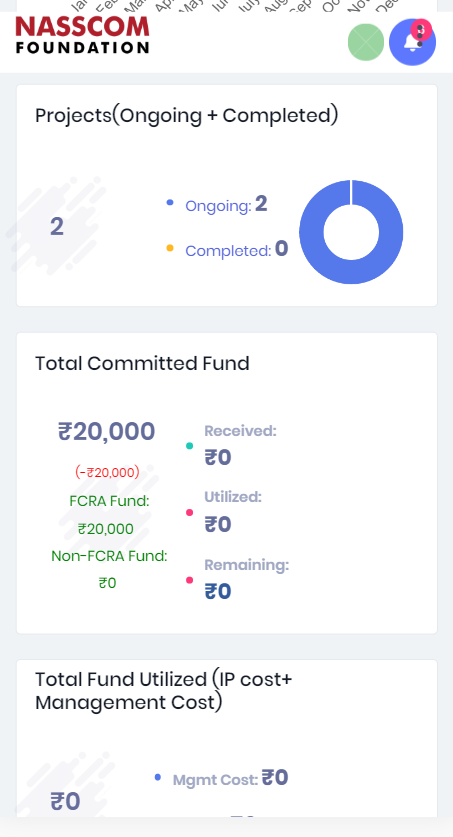 NASSCOM
FOUNDATION
Projects(Ongoing + Completed)
2
Ongoing: 2
Completed: 0
Total Committed Fund
₹20,000
(-₹20,000)
FCRA Fund:
₹20,000
Non-FCRA Fund:
₹0
Received:
₹0
Utilized:
₹0
Remaining:
₹0
Total Fund Utilized (IP cost+
Management Cost)
₹0
Mgmt Cost: ₹0